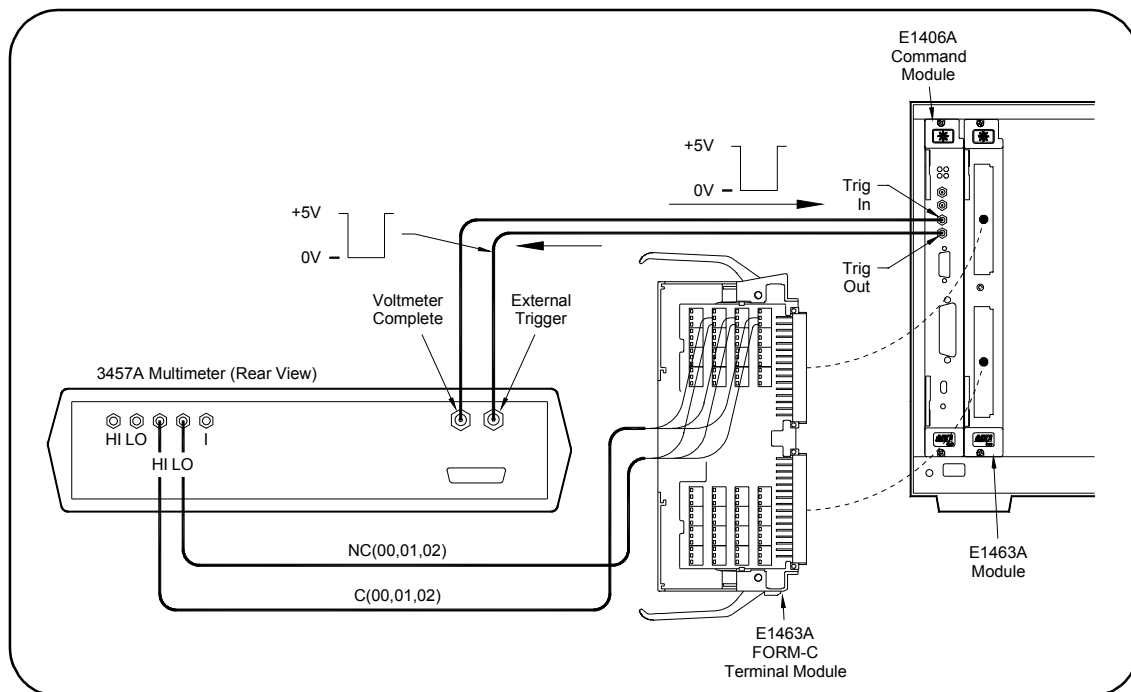 E1406A
Command
Module
+5V
0V
Trig
In
+5V
0V
Trig
Out
Voltmeter
Complete
External
Trigger
3457A Multimeter (Rear View)
HI LO
I
HI LO
NC(00,01,02)
C(00,01,02)
E1463A
Module
E1463A
FORM-C
Terminal Module